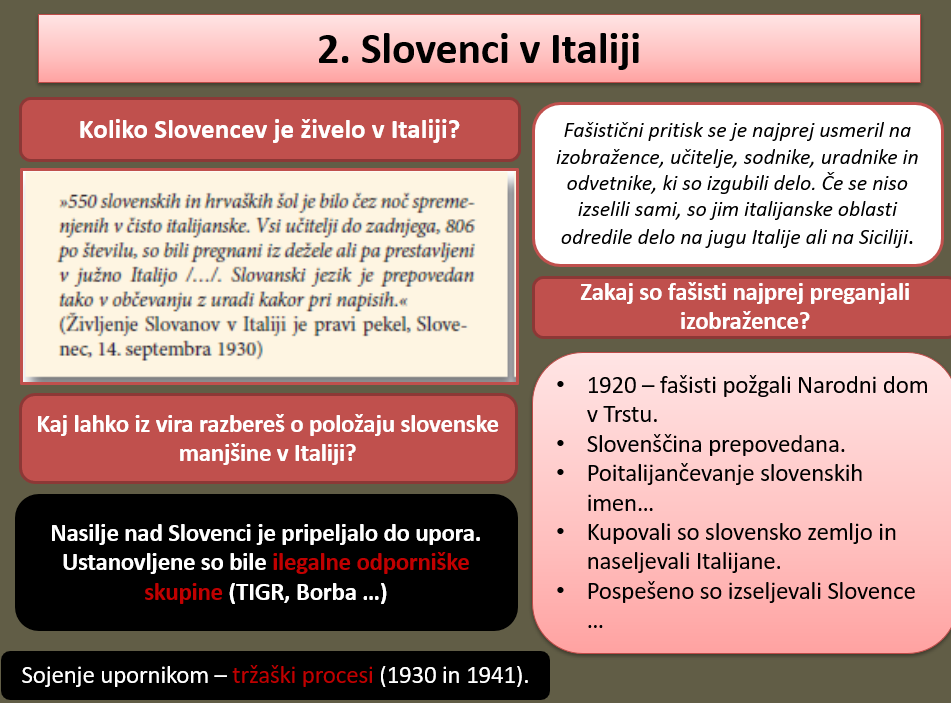 2. Slovenci v Italiji
Koliko Slovencev je živelo v Italiji?
»550 slovenskih in hrvaških šol je bilo čez noč spreme-
njenih v čisto italijanske. Vsi učitelji do zadnjega, 806
po številu, so bili pregnani iz dežele ali pa prestavljeni
v južno Italijo /…/. Slovanski jezik je prepovedan
tako v občevanju z uradi kakor pri napisih.«
(Življenje Slovanov v Italiji je pravi pekel, Slove-
nec, 14. septembra 1930)
Kaj lahko iz vira razbereš o položaju slovenske
manjšine v Italiji?
Nasilje nad Slovenci je pripeljalo do upora.
Ustanovljene so bile ilegalne odporniške
skupine (TIGR, Borba …)
Sojenje upornikom – tržaški procesi (1930 in 1941).
Fašistični pritisk se je najprej usmeril na
izobražence, učitelje, sodnike, uradnike in
odvetnike, ki so izgubili delo. Če se niso
izselili sami, so jim italijanske oblasti
odredile delo na jugu Italije ali na Siciliji.
Zakaj so fašisti najprej preganjali
izobražence?
• 1920 – fašisti požgali Narodni dom
v Trstu.
• Slovenščina prepovedana.
• Poitalijančevanje slovenskih
imen…
• Kupovali so slovensko zemljo in
naseljevali Italijane.
• Pospešeno so izseljevali Slovence
…